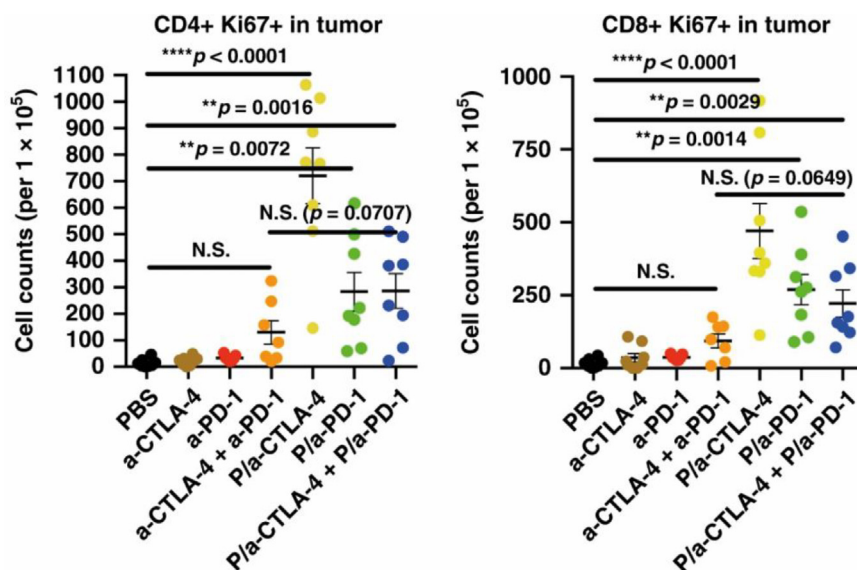 CD4+ Ki67+ in tumor
****p < 0.0001
**p = 0.0016
**p = 0.0072
N.S. (p = 0.0707)
N.S.
Cell counts (per 1 × 10⁵)
1100
1000
900
800
700
600
500
400
300
200
100
0
PBS
a-CTLA-4
a-PD-1
a-CTLA-4 + a-PD-1
P/a-CTLA-4
P/a-PD-1
P/a-CTLA-4 + P/a-PD-1
CD8+ Ki67+ in tumor
****p < 0.0001
**p = 0.0029
**p = 0.0014
N.S. (p = 0.0649)
N.S.
Cell counts (per 1 × 10⁵)
1000
750
500
250
0
PBS
a-CTLA-4
a-PD-1
a-CTLA-4 + a-PD-1
P/a-CTLA-4
P/a-PD-1
P/a-CTLA-4 + P/a-PD-1